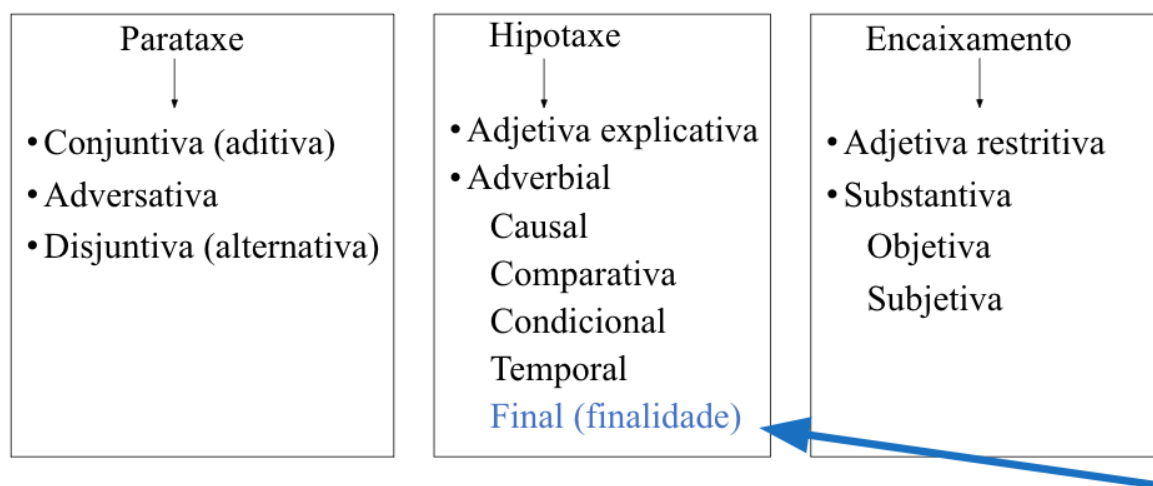 Parataxe
• Conjuntiva (aditiva)
• Adversativa
• Disjuntiva (alternativa)
Hipotaxe
• Adjetiva explicativa
• Adverbial
Causal
Comparativa
Condicional
Temporal
Final (finalidade)
Encaixamento
• Adjetiva restritiva
• Substantiva
Objetiva
Subjetiva